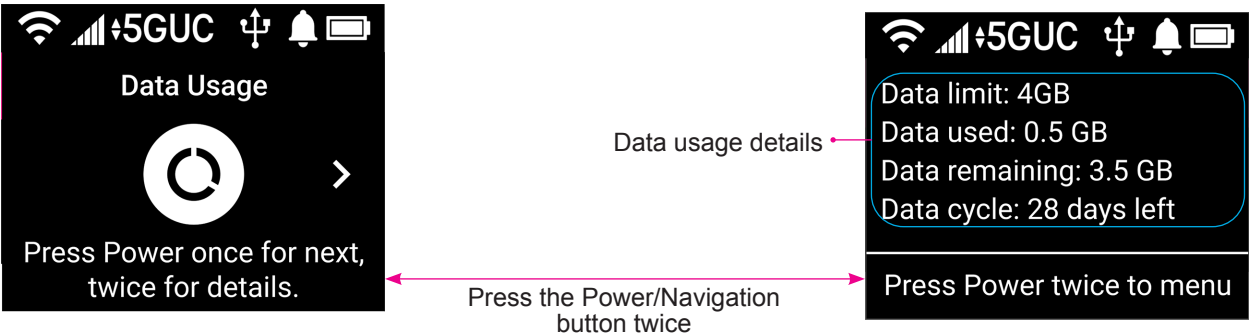 5GUC
Data Usage
Press Power once for next,
twice for details.
Data usage details
Press the Power/Navigation
button twice
5GUC
Data limit: 4GB
Data used: 0.5 GB
Data remaining: 3.5 GB
Data cycle: 28 days left
Press Power twice to menu